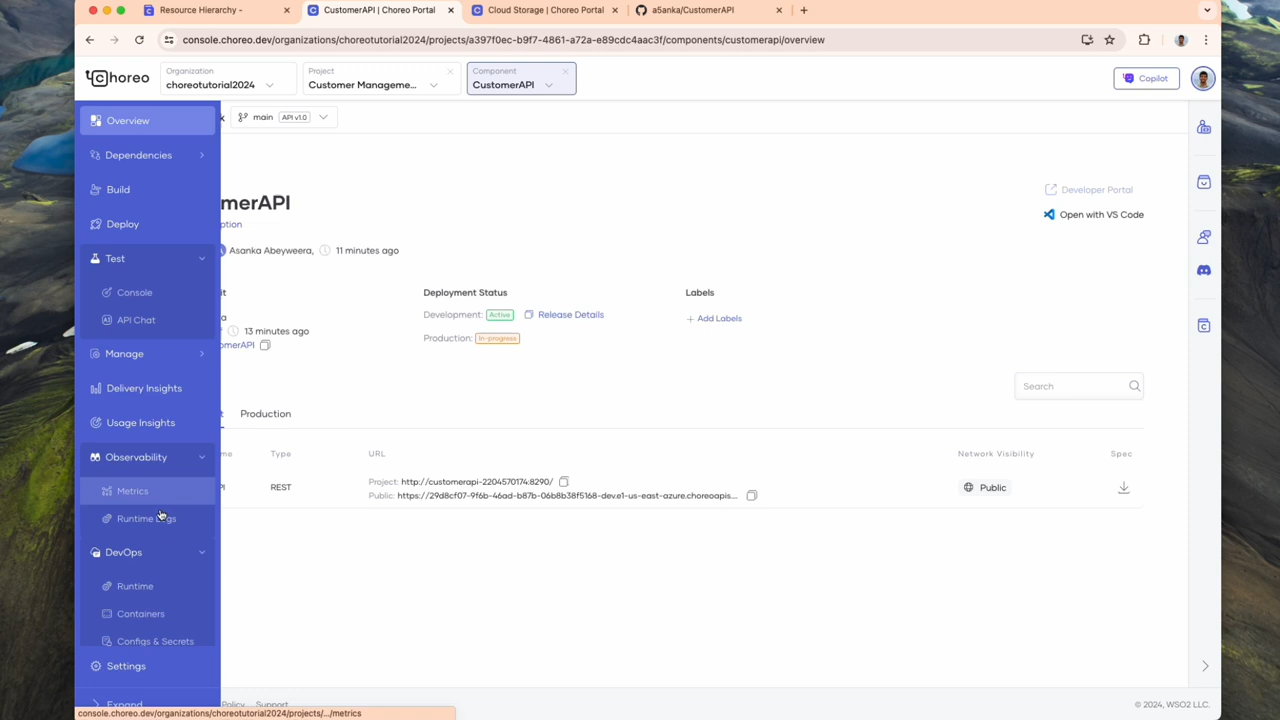 Resource Hierarchy -
CustomerAPI | Choreo Portal
Cloud Storage | Choreo Portal
a5anka/CustomerAPI
console.choreo.dev/organizations/choreotutorial2024/projects/a397f0ec-b9f7-4861-a72a-e89cdc4aac3f/components/customerapi/overview
choreo
Organization
choreotutorial2024
Project
Customer Manageme...
Component
CustomerAPI
Copilot
Overview
main API v1.0
Dependencies
Build
Deploy
Test
Console
API Chat
Manage
Delivery Insights
Usage Insights
Observability
Metrics
Runtime Logs
DevOps
Runtime
Containers
Configs & Secrets
Settings
Expand
merAPI
ption
Developer Portal
Open with VS Code
Asanka Abeyweera, 11 minutes ago
it
a
13 minutes ago
omerAPI
Deployment Status
Development: Active Release Details
Production: In-progress
Labels
Add Labels
Search
t Production
me Type URL Network Visibility Spec
PI REST Project: http://customerapi-2204570174:8290/ Public
Public: https://29d8cf07-9f6b-46ad-b87b-06b8b38f5168-dev.e1-us-east-azure.choreoapis...
Policy Support
© 2024, WSO2 LLC.
console.choreo.dev/organizations/choreotutorial2024/projects/.../metrics